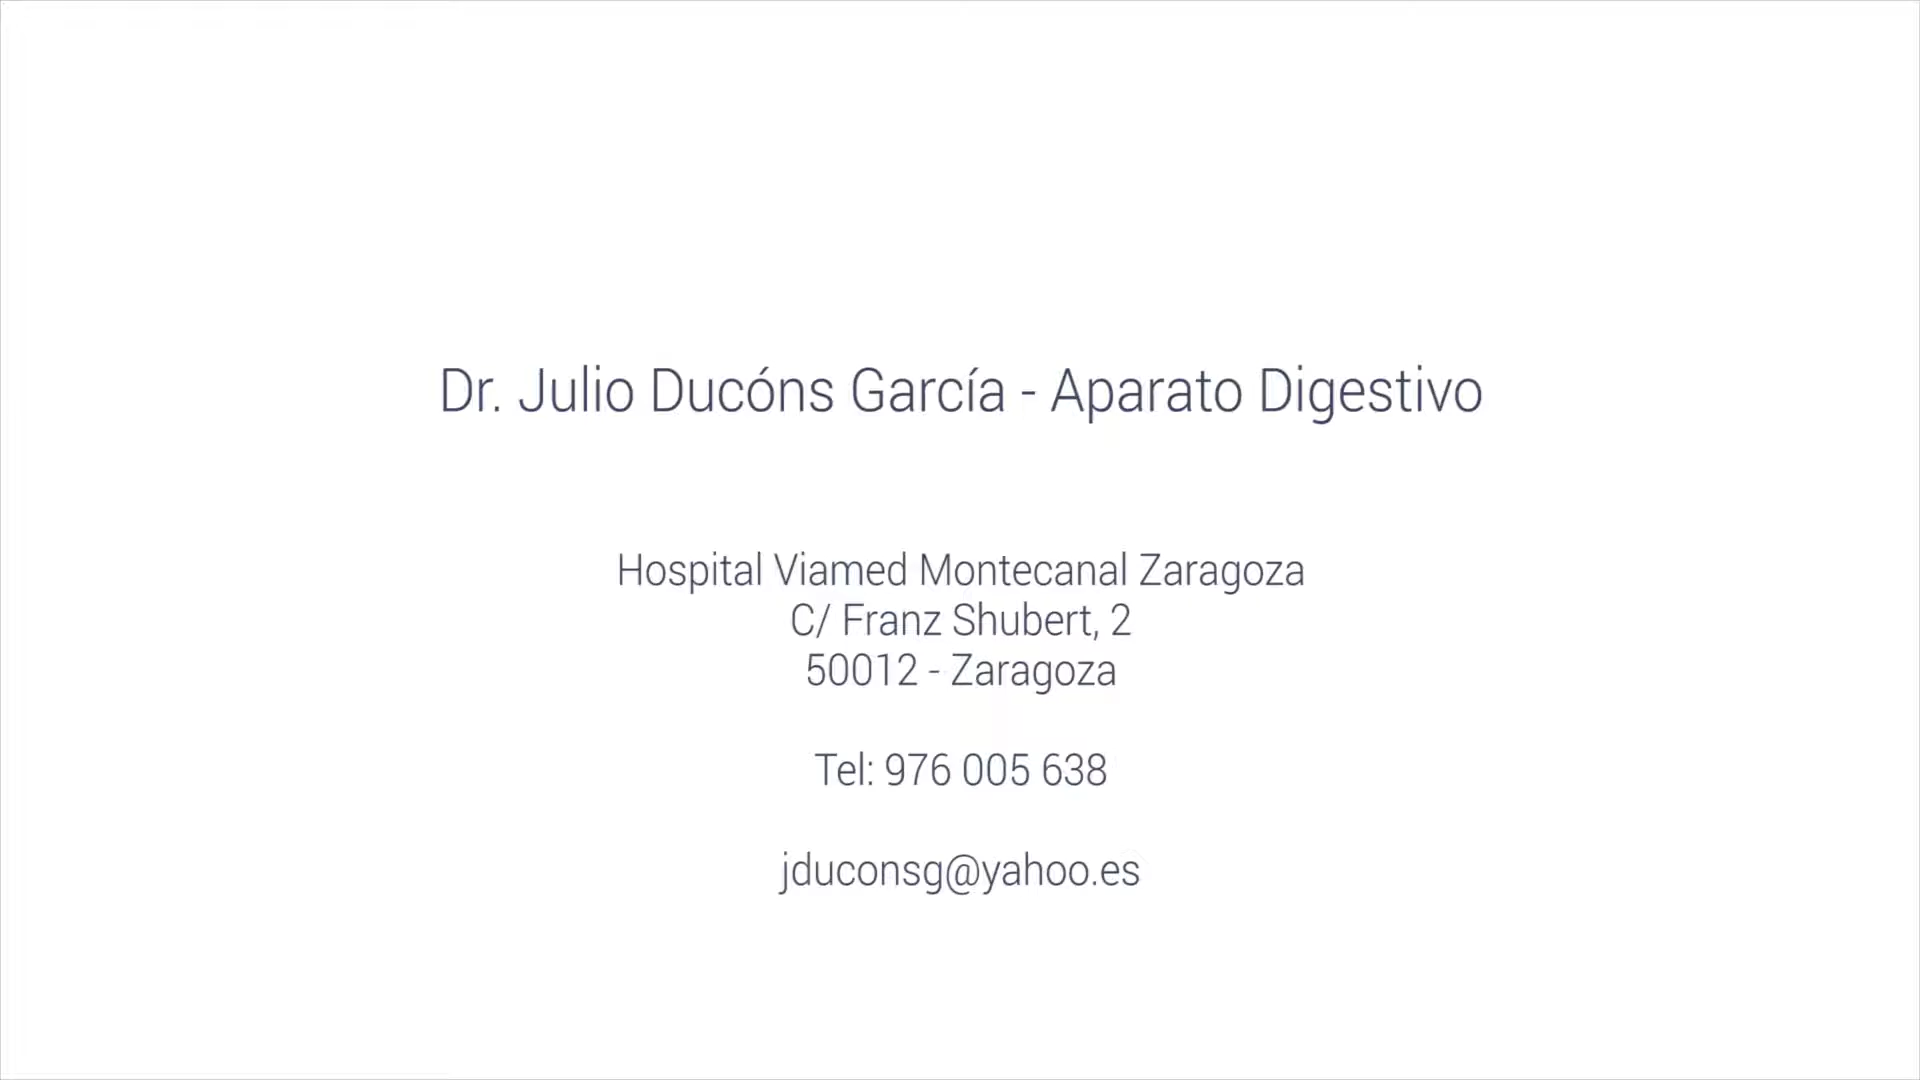 Dr. Julio Ducóns García - Aparato Digestivo
Hospital Viamed Montecanal Zaragoza
C/ Franz Shubert, 2
50012 - Zaragoza
Tel: 976 005 638
jduconsg@yahoo.es